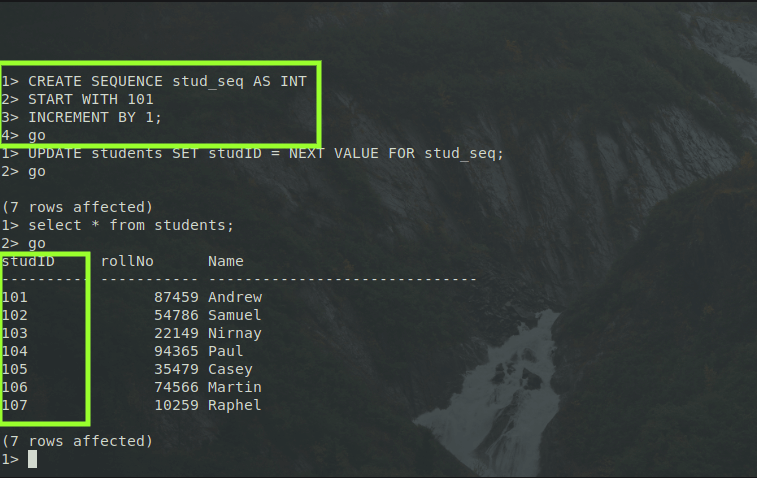 1> CREATE SEQUENCE stud_seq AS INT
2> START WITH 101
3> INCREMENT BY 1;
4> go
1> UPDATE students SET studID = NEXT VALUE FOR stud_seq;
2> go
(7 rows affected)
1> select * from students;
2> go
studID     rollNo      Name
---------- ----------- ------------------------------
101              87459 Andrew
102              54786 Samuel
103              22149 Nirnay
104              94365 Paul
105              35479 Casey
106              74566 Martin
107              10259 Raphel
(7 rows affected)
1>